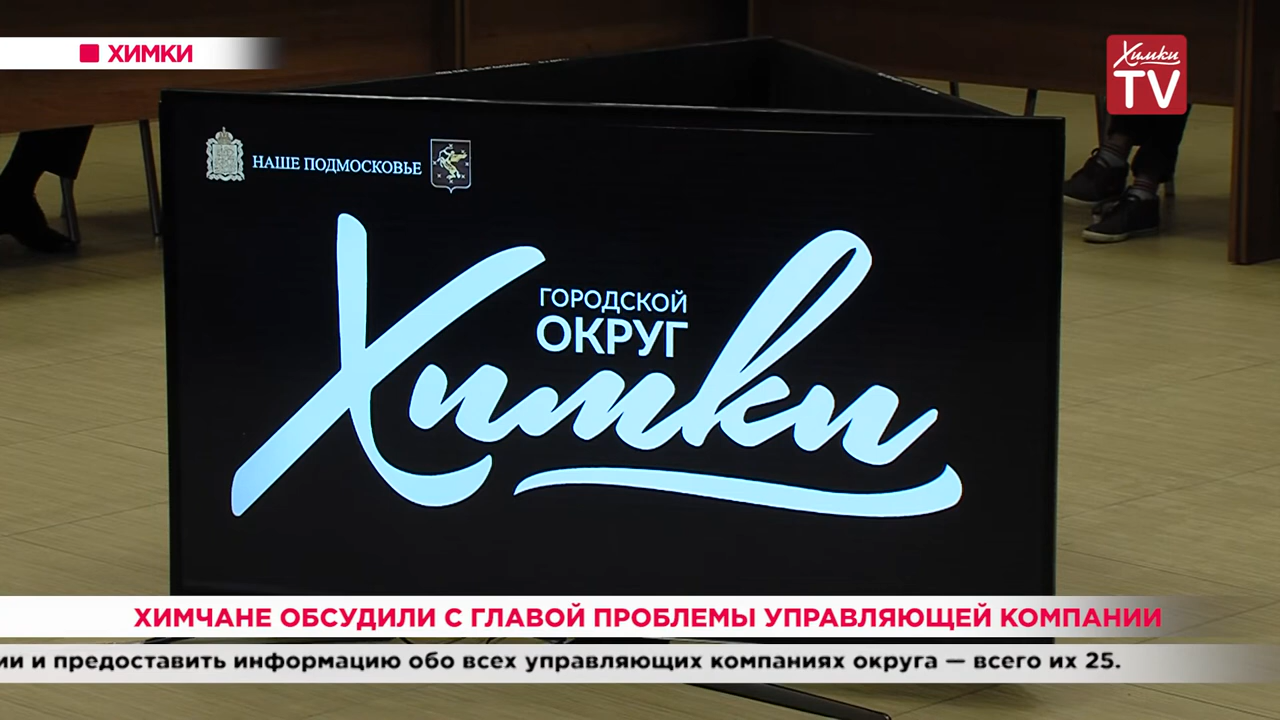 ХИМКИ
Химки
TV
НАШЕ ПОДМОСКОВЬЕ
ГОРОДСКОЙ
ОКРУГ
Химки
ХИМЧАНЕ ОБСУДИЛИ С ГЛАВОЙ ПРОБЛЕМЫ УПРАВЛЯЮЩЕЙ КОМПАНИИ
ии и предоставить информацию обо всех управляющих компаниях округа — всего их 25.